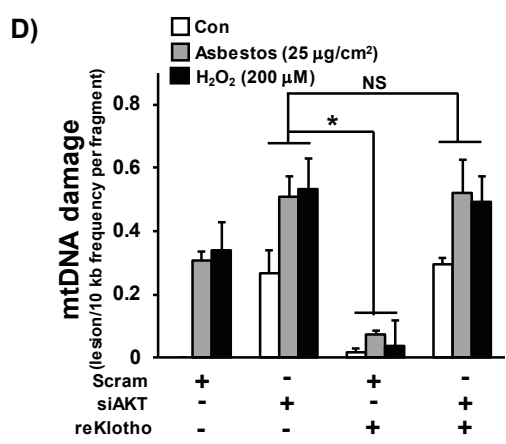 D)
Con
Asbestos (25 µg/cm²)
H₂O₂ (200 µM)
mtDNA damage
(lesion/10 kb frequency per fragment)
0.8
0.6
0.4
0.2
0
NS
*
Scram + - + -
siAKT - + - +
reKlotho - - + +